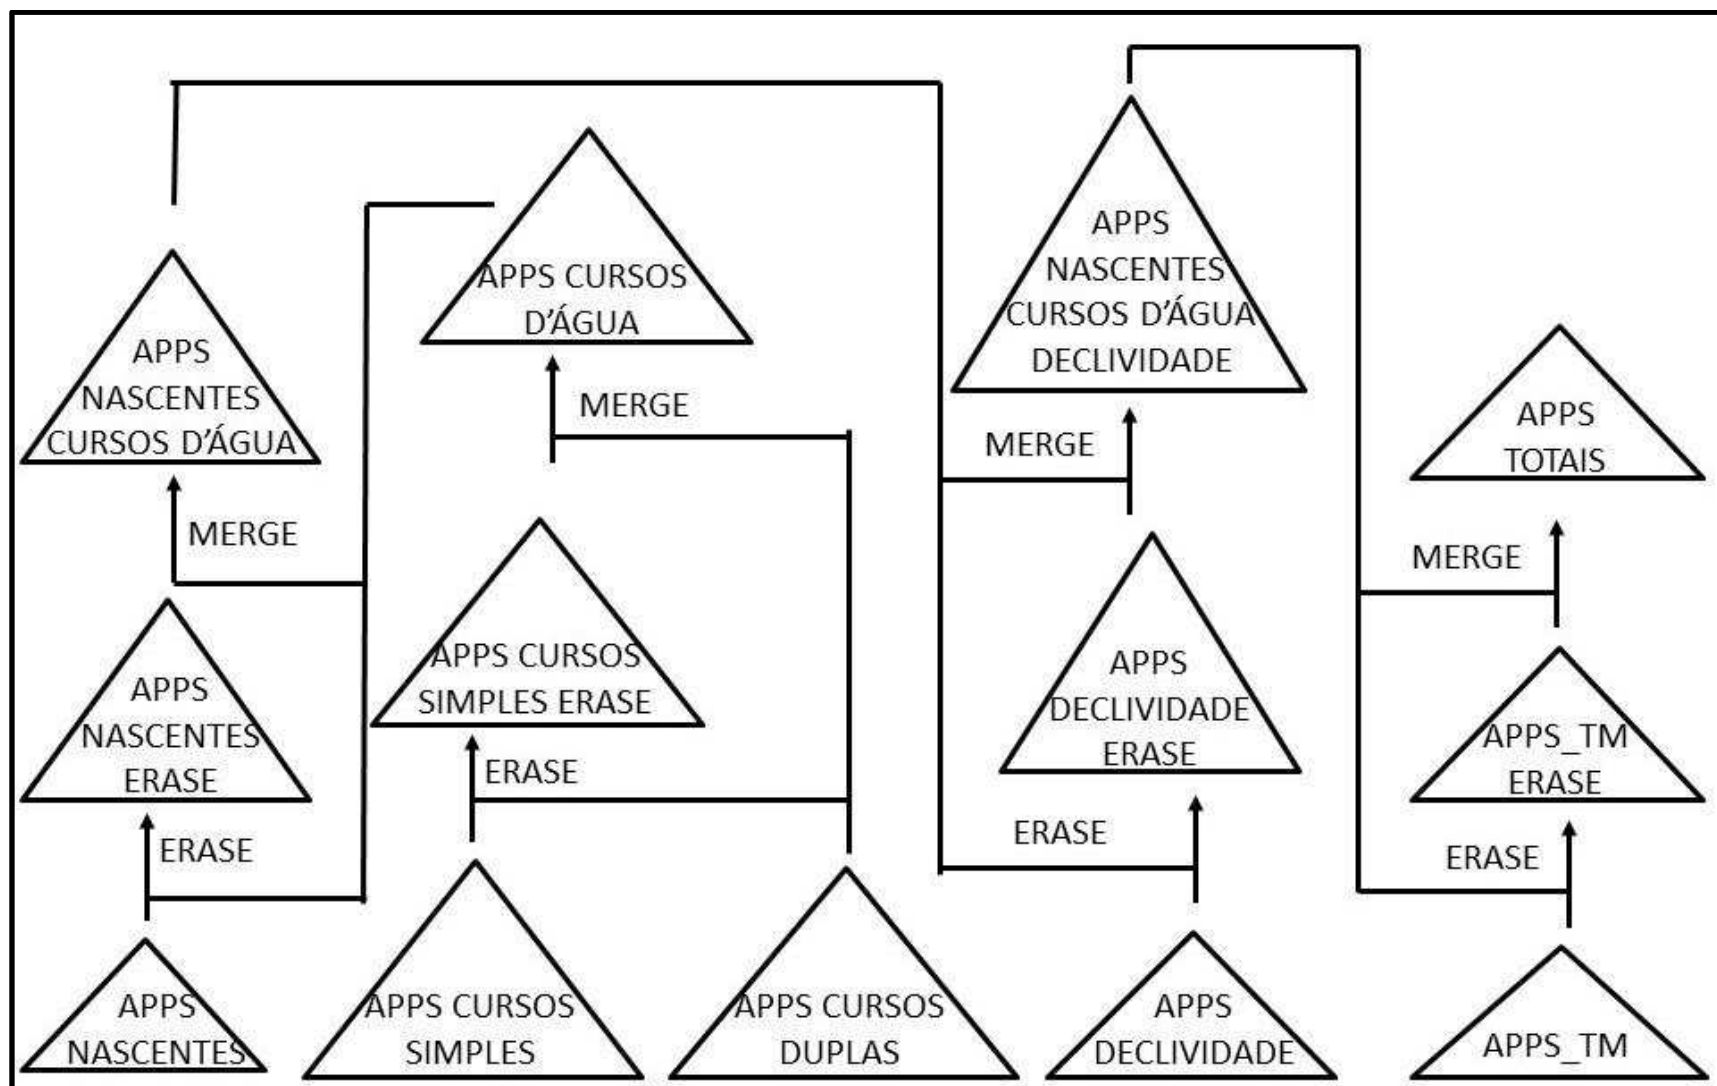 APPS CURSOS
D'ÁGUA
APPS
NASCENTES
CURSOS D'ÁGUA
DECLIVIDADE
APPS
NASCENTES
CURSOS D'ÁGUA
MERGE
MERGE
APPS
TOTAIS
MERGE
MERGE
APPS CURSOS
SIMPLES ERASE
APPS
NASCENTES
ERASE
APPS
DECLIVIDADE
ERASE
APPS_TM
ERASE
ERASE
ERASE
ERASE
ERASE
APPS
NASCENTES
APPS CURSOS
SIMPLES
APPS CURSOS
DUPLAS
APPS
DECLIVIDADE
APPS_TM